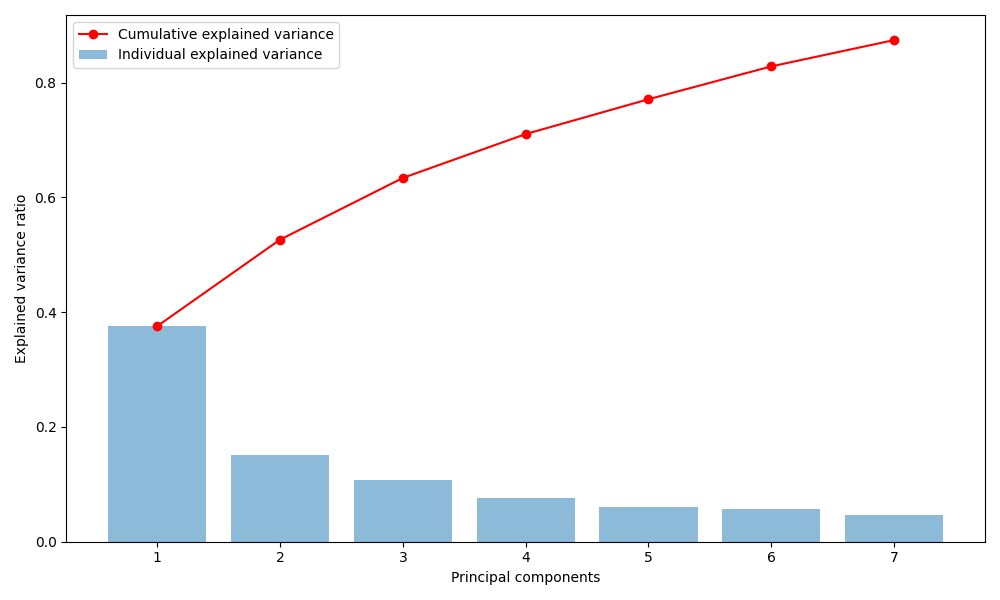 Cumulative explained variance
Individual explained variance
Explained variance ratio
0.8
0.6
0.4
0.2
0.0
1 2 3 4 5 6 7
Principal components